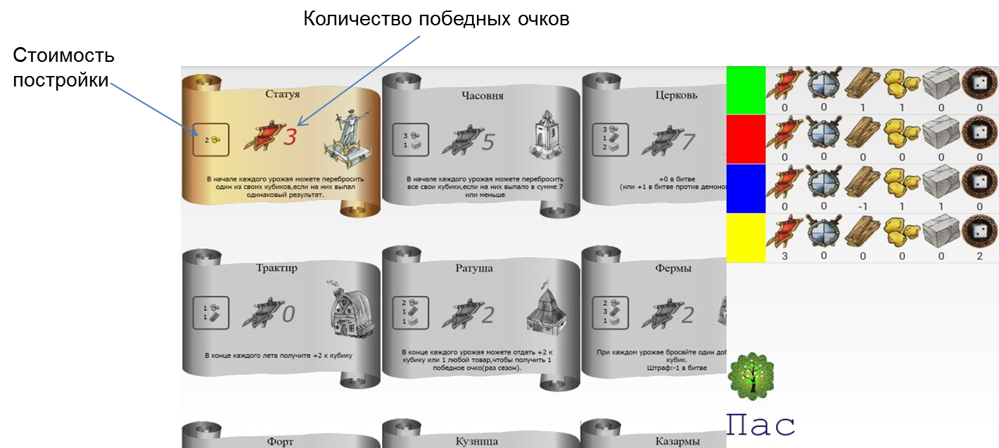 Количество победных очков
Стоимость
постройки
Статуя
2
3
В начале каждого урожая можете перебросить
один из своих кубиков,если на них выпал
одинаковый результат.
Часовня
3
1
5
В начале каждого урожая можете перебросить
все свои кубики,если на них выпало в сумме 7
или меньше
Церковь
3
1
2
7
+0 в битве
(или +1 в битве против демоно
0 0 1 1 0 0
0 0 0 0 0 0
0 0 -1 1 1 0
3 0 0 0 0 2
Трактир
1
1
0
В конце каждого лета получите +2 к кубику
Ратуша
2
1
1
2
В конце каждого урожая можете отдать +2 к
кубику или 1 любой товар,чтобы получить 1
победное очко(раз сезон).
Фермы
2
3
1
2
При каждом урожае бросайте один доб
кубик.
Штраф:-1 в битве
Пас
Форт
Кузница
Казармы